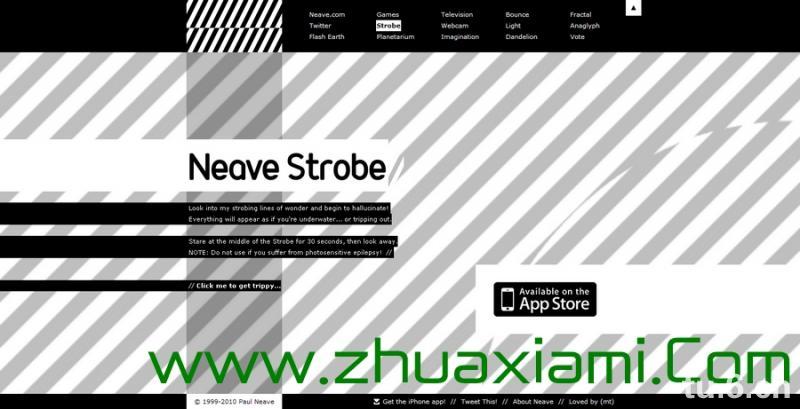 Neave.com Games Television Bounce Fractal
Twitter Strobe Webcam Light Anaglyph
Flash Earth Planetarium Imagination Dandelion Vote
Neave Strobe
Look into my strobing lines of wonder and begin to hallucinate!
Everything will appear as if you're underwater... or tripping out.
Stare at the middle of the Strobe for 30 seconds, then look away.
NOTE: Do not use if you suffer from photosensitive epilepsy! //
// Click me to get trippy...
Available on the
App Store
www.zhuaxiami.Com
tu.6.cn
© 1999-2010 Paul Neave
Get the iPhone app! // Tweet This! // About Neave // Loved by (mt)